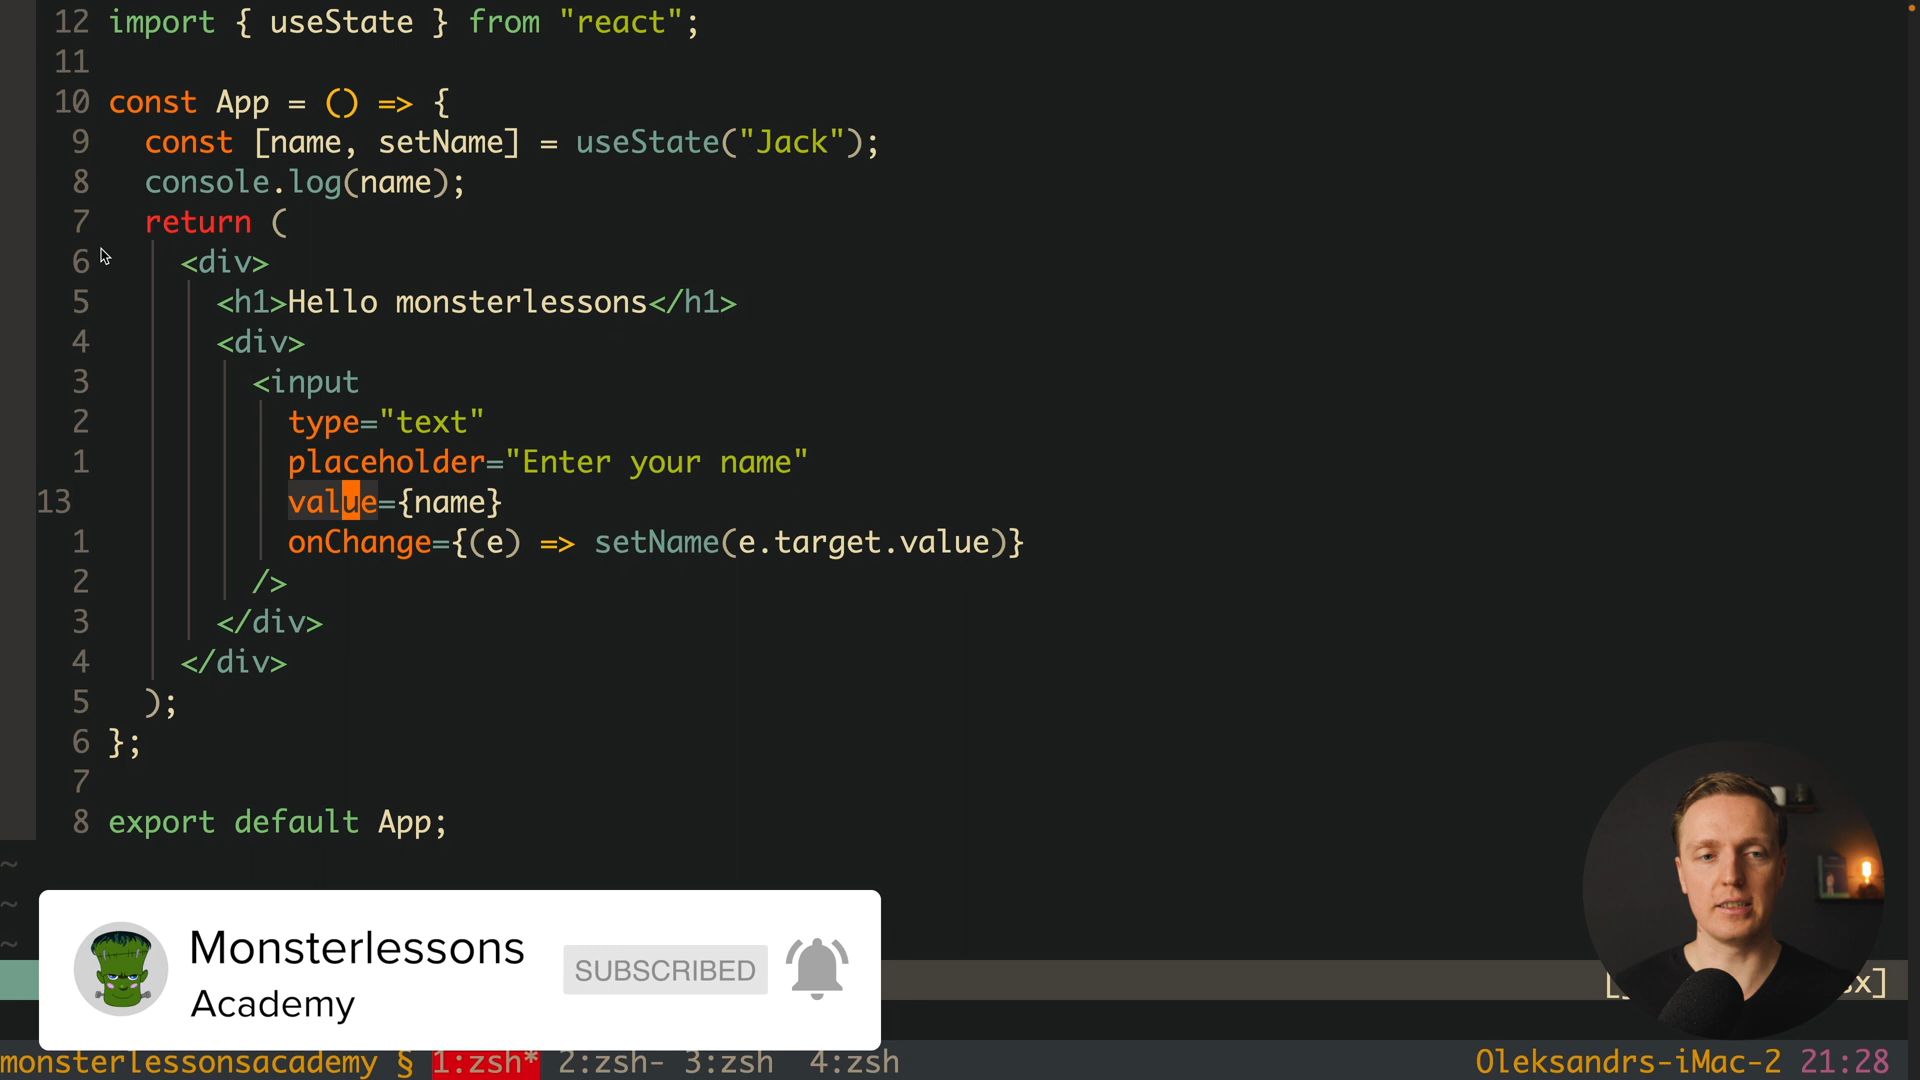 12 import { useState } from "react";
11
10 const App = () => {
9 const [name, setName] = useState("Jack");
8 console.log(name);
7 return (
6 <div>
5 <h1>Hello monsterlessons</h1>
4 <div>
3 <input
2 type="text"
1 placeholder="Enter your name"
13 value={name}
1 onChange={(e) => setName(e.target.value)}
2 />
3 </div>
4 </div>
5 );
6 };
7
8 export default App;
~
~
~
Monsterlessons
Academy
SUBSCRIBED
x]
monsterlessonsacademy § 1:zsh* 2:zsh- 3:zsh 4:zsh Oleksandrs-iMac-2 21:28